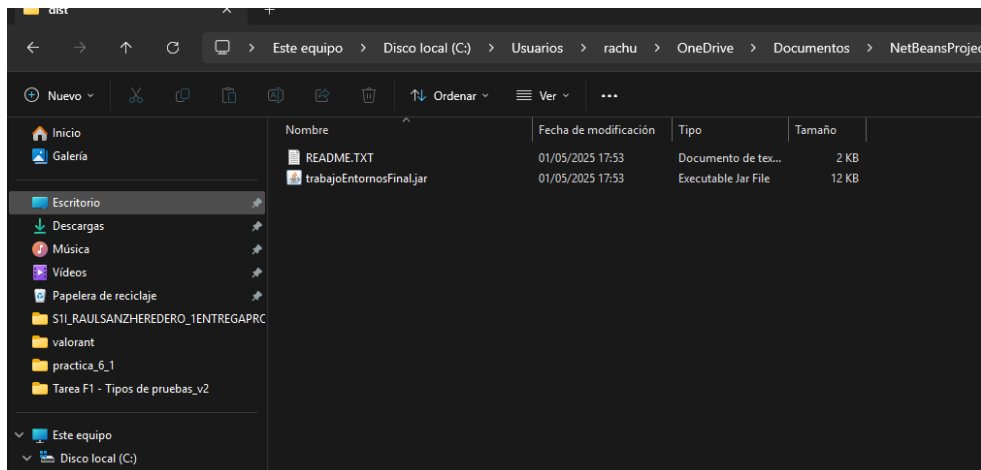 dist
Este equipo > Disco local (C:) > Usuarios > rachu > OneDrive > Documentos > NetBeansProjec
Nuevo Ordenar Ver ...
Nombre Fecha de modificación Tipo Tamaño
README.TXT 01/05/2025 17:53 Documento de tex... 2 KB
trabajoEntornosFinal.jar 01/05/2025 17:53 Executable Jar File 12 KB
Inicio
Galería
Escritorio
Descargas
Música
Vídeos
Papelera de reciclaje
S1I_RAULSANZHEREDERO_1ENTREGAPRC
valorant
practica_6_1
Tarea F1 - Tipos de pruebas_v2
Este equipo
Disco local (C:)